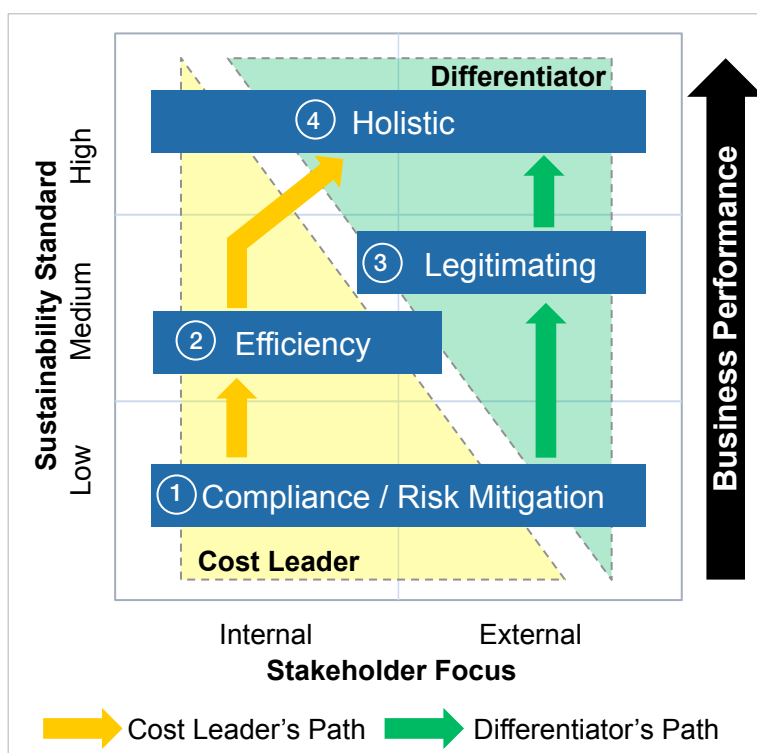 Differentiator
4 Holistic
3 Legitimating
2 Efficiency
1 Compliance / Risk Mitigation
Cost Leader
Sustainability Standard
High
Medium
Low
Business Performance
Internal
External
Stakeholder Focus
Cost Leader's Path
Differentiator's Path